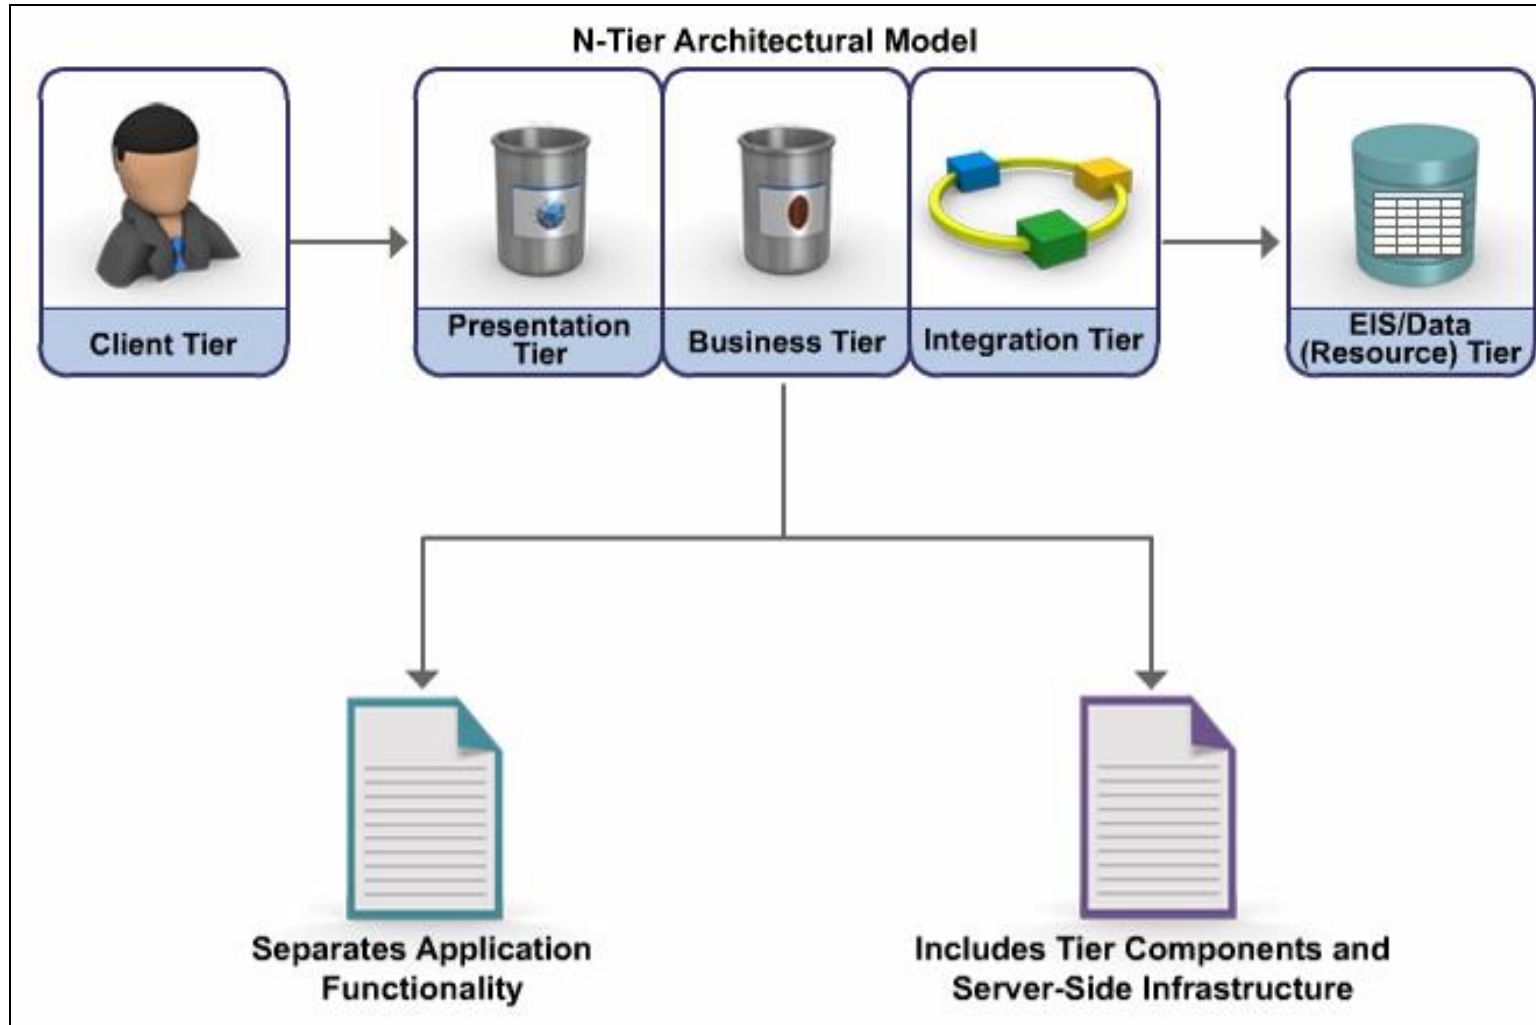 N-Tier Architectural Model
Client Tier
Presentation
Tier
Business Tier
Integration Tier
EIS/Data
(Resource) Tier
Separates Application
Functionality
Includes Tier Components and
Server-Side Infrastructure